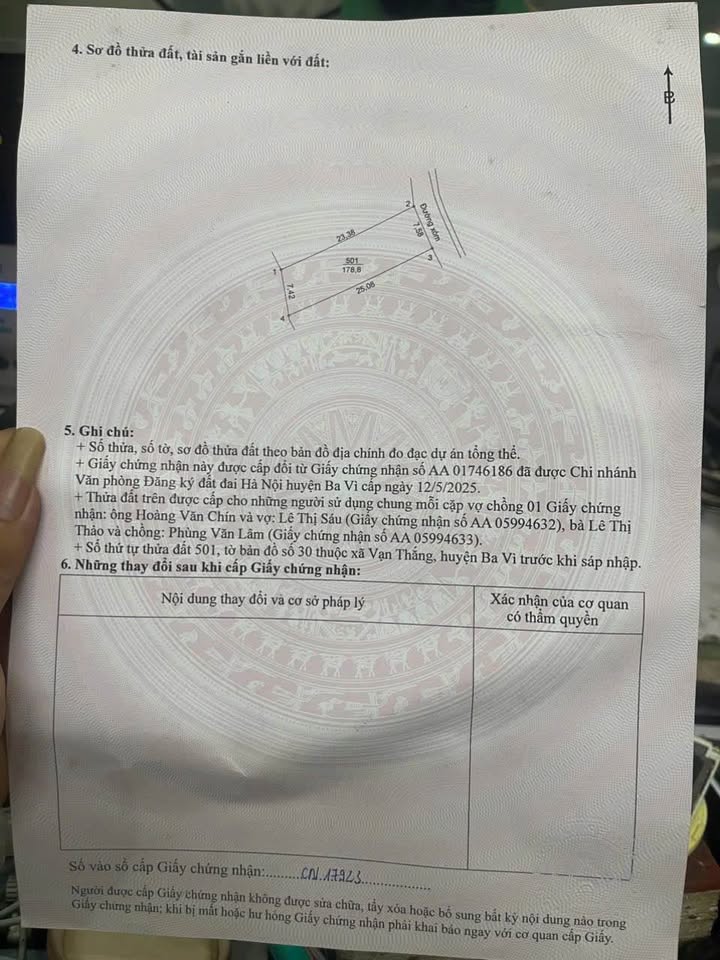 4. Sơ đồ thửa đất, tài sản gắn liền với đất:
B
2
Đường xóm
23,38
7,58
3
501
178,8
1
7,42
25,08
4
5. Ghi chú:
+ Số thửa, số tờ, sơ đồ thửa đất theo bản đồ địa chính đo đạc dự án tổng thể.
+ Giấy chứng nhận này được cấp đổi từ Giấy chứng nhận số AA 01746186 đã được Chi nhánh
Văn phòng Đăng ký đất đai Hà Nội huyện Ba Vì cấp ngày 12/5/2025.
+ Thửa đất trên được cấp cho những người sử dụng chung mỗi cặp vợ chồng 01 Giấy chứng
nhận: ông Hoàng Văn Chín và vợ: Lê Thị Sáu (Giấy chứng nhận số AA 05994632), bà Lê Thị
Thảo và chồng: Phùng Văn Lâm (Giấy chứng nhận số AA 05994633).
+ Số thứ tự thửa đất 501, tờ bản đồ số 30 thuộc xã Vạn Thắng, huyện Ba Vì trước khi sáp nhập.
6. Những thay đổi sau khi cấp Giấy chứng nhận:
Nội dung thay đổi và cơ sở pháp lý
Xác nhận của cơ quan
có thẩm quyền
Số vào sổ cấp Giấy chứng nhận:.........CN.17923...............
Người được cấp Giấy chứng nhận không được sửa chữa, tẩy xóa hoặc bổ sung bất kỳ nội dung nào trong
Giấy chứng nhận; khi bị mất hoặc hư hỏng Giấy chứng nhận phải khai báo ngay với cơ quan cấp Giấy.